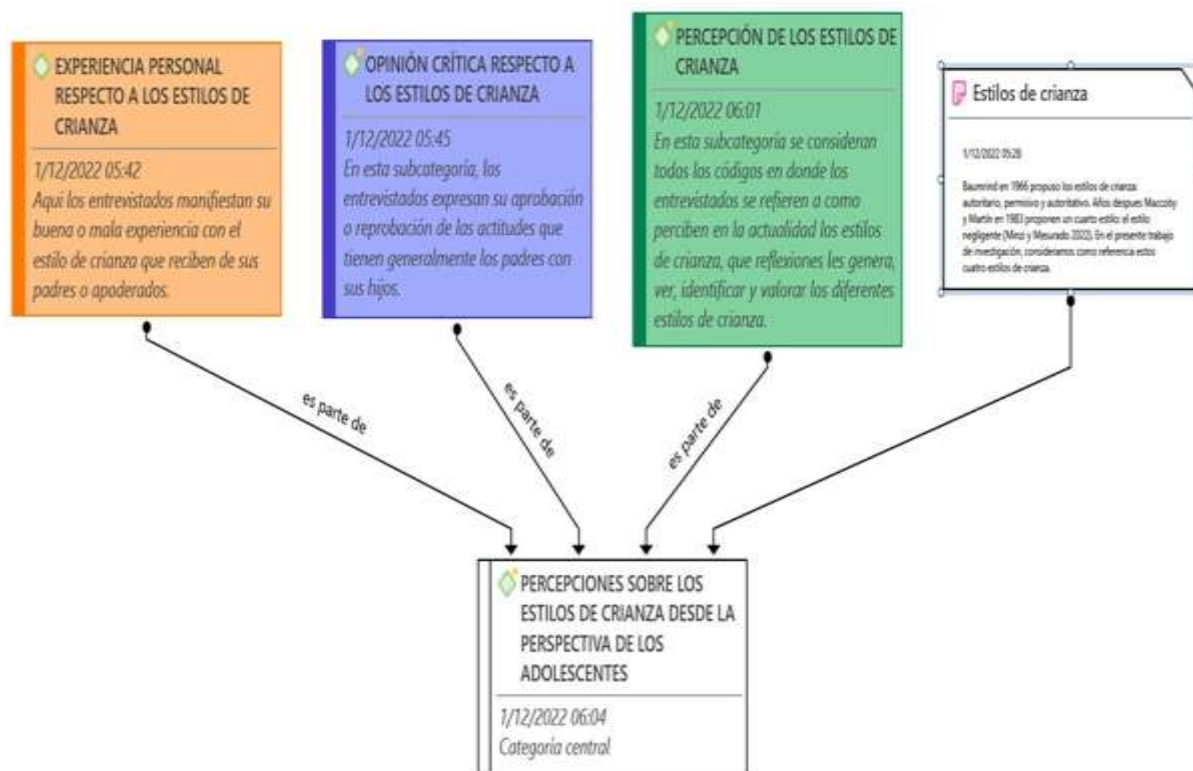 EXPERIENCIA PERSONAL
RESPECTO A LOS ESTILOS DE
CRIANZA
1/12/2022 05:42
Aqui los entrevistados manifiestan su
buena o mala experiencia con el
estilo de crianza que reciben de sus
padres o apoderados.
OPINIÓN CRÍTICA RESPECTO A
LOS ESTILOS DE CRIANZA
1/12/2022 05:45
En esta subcategoría, los
entrevistados expresan su aprobación
o reprobación de las actitudes que
tienen generalmente los padres con
sus hijos.
PERCEPCIÓN DE LOS ESTILOS DE
CRIANZA
1/12/2022 06:01
En esta subcategoría se consideran
todos los códigos en donde los
entrevistados se refieren a como
perciben en la actualidad los estilos
de crianza, que reflexiones les genera,
ver, identificar y valorar los diferentes
estilos de crianza.
Estilos de crianza
1/12/2022 05:28
Baumrind en 1966 propuso los estilos de crianza:
autoritario, permisivo y autoritativo. Años despues Maccoby
y Martín en 1983 proponen un cuarto estilo: el estilo
negligente (Minzi y Mesurado 2022). En el presente trabajo
de investigación, consideramos como referencia estos
cuatro estilos de crianza.
es parte de
es parte de
es parte de
PERCEPCIONES SOBRE LOS
ESTILOS DE CRIANZA DESDE LA
PERSPECTIVA DE LOS
ADOLESCENTES
1/12/2022 06:04
Categoría central